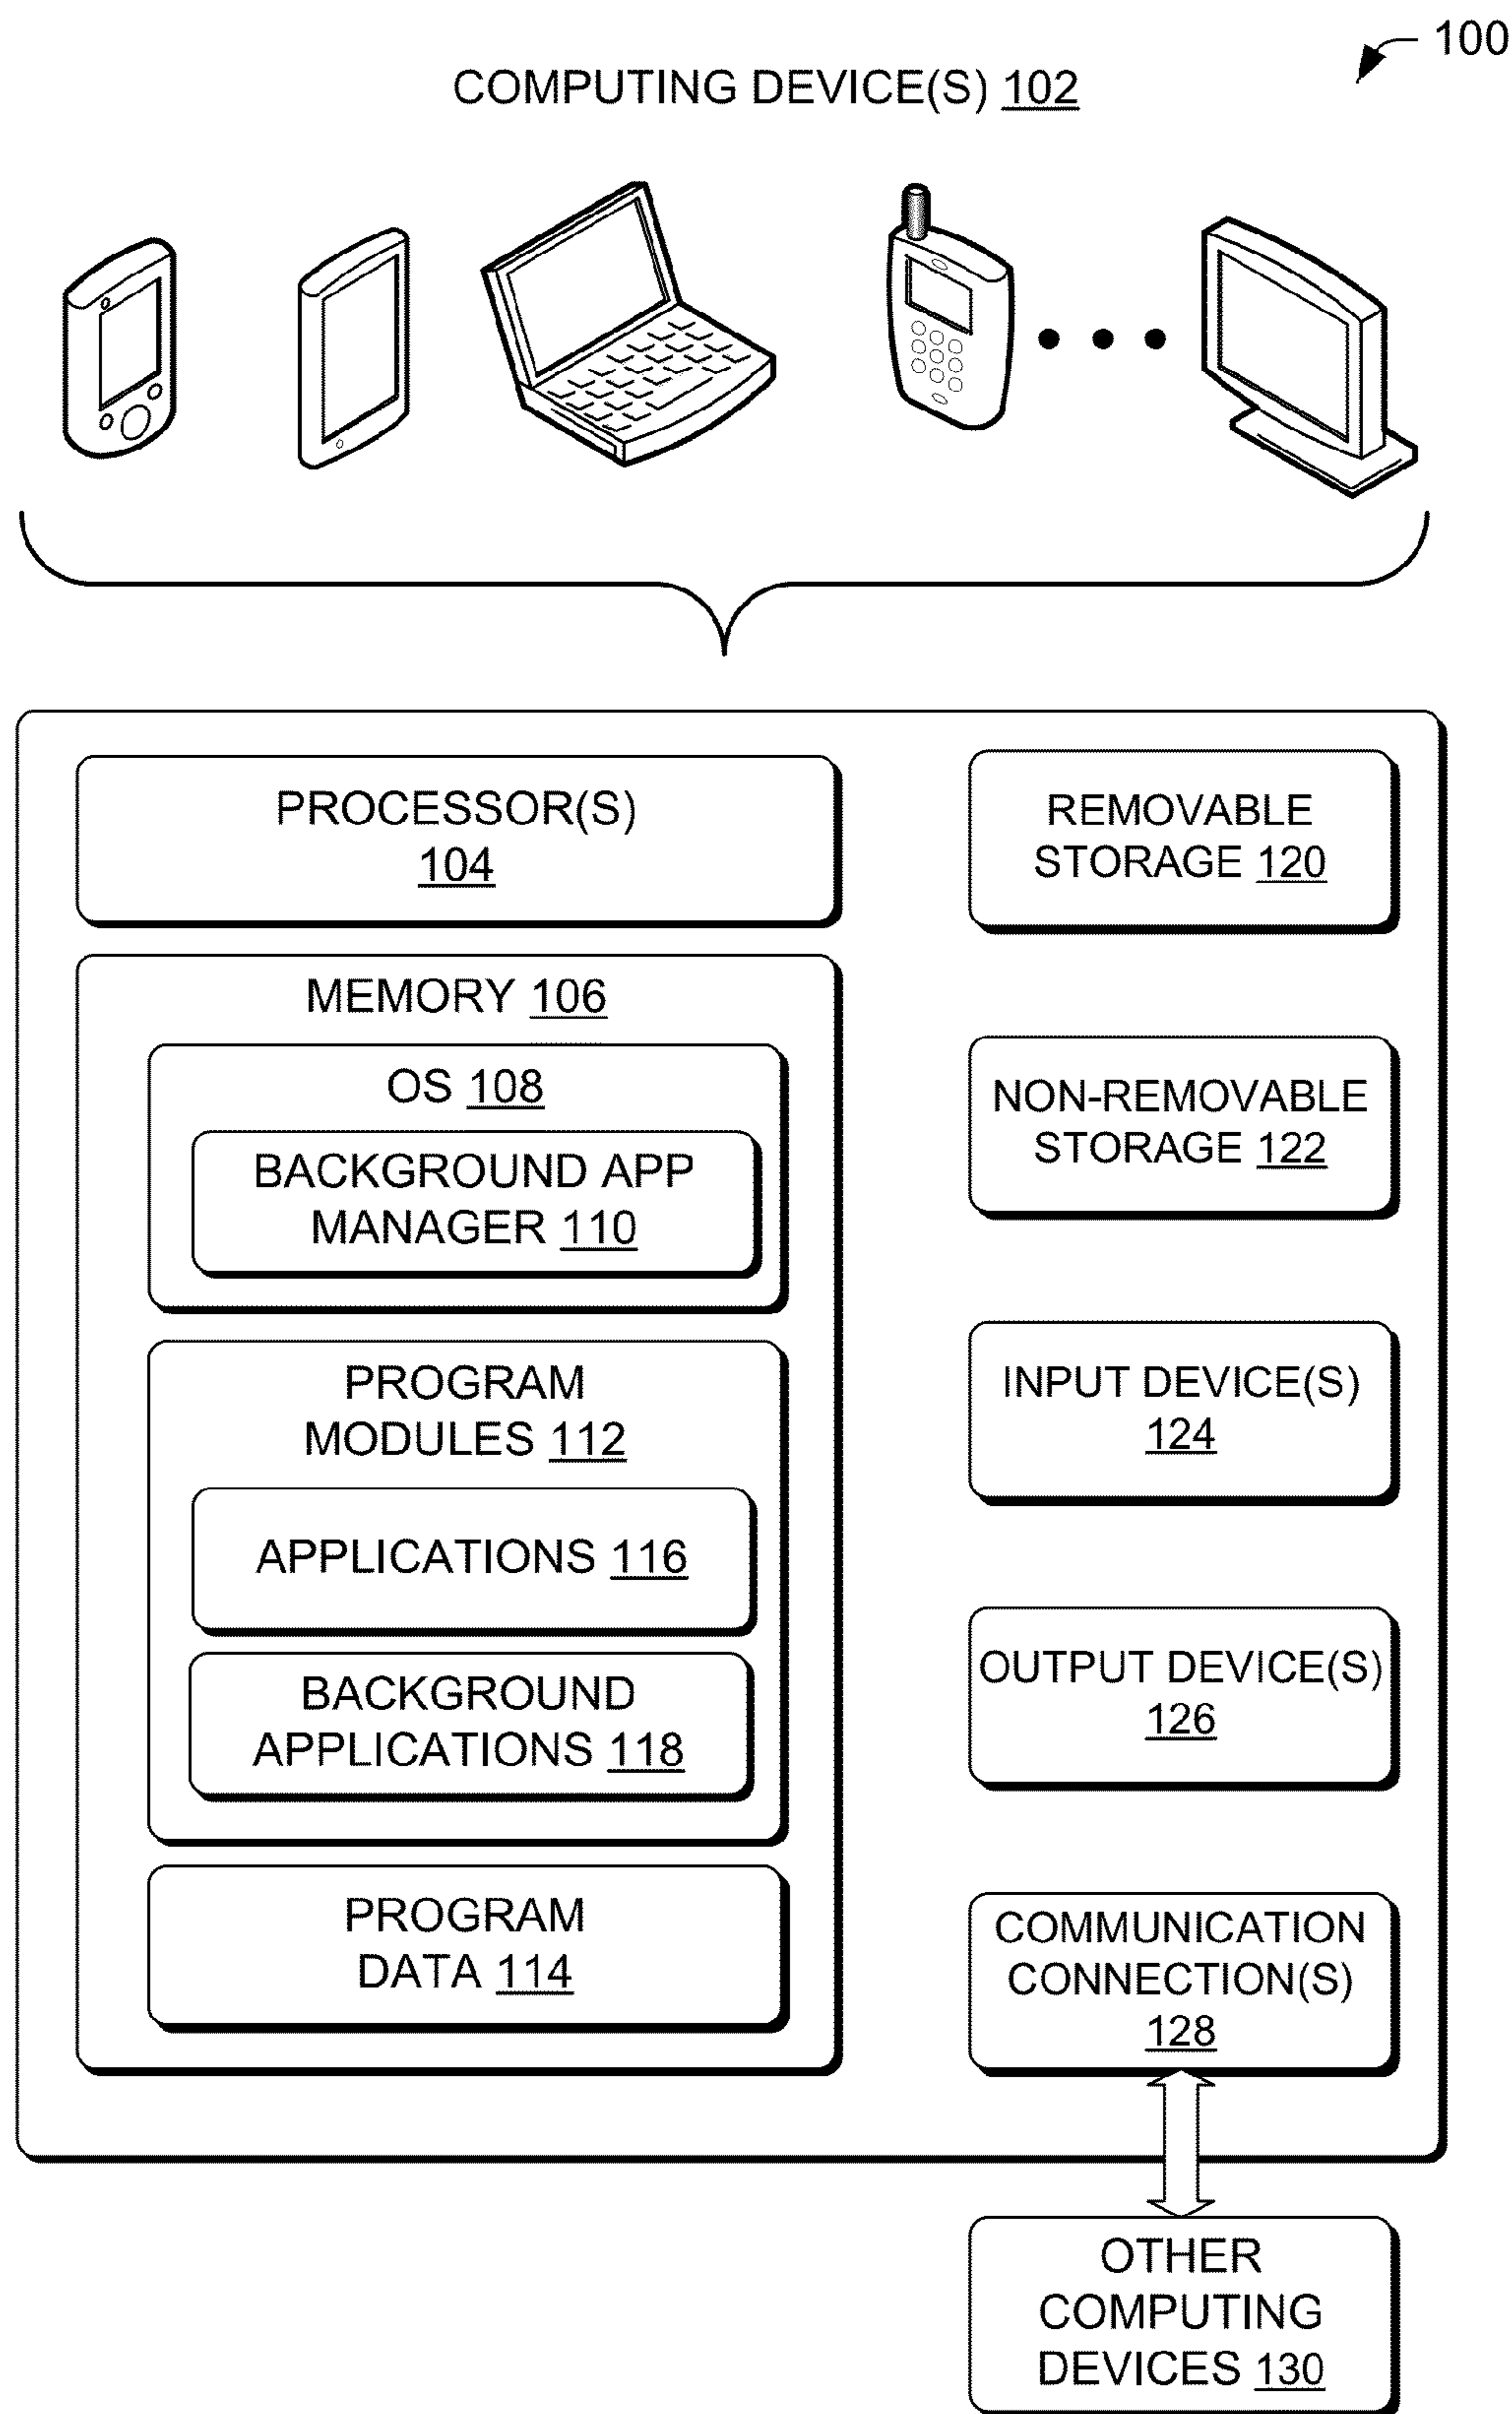 100
COMPUTING DEVICE(S) 102
PROCESSOR(S)
104
MEMORY 106
OS 108
BACKGROUND APP
MANAGER 110
PROGRAM
MODULES 112
APPLICATIONS 116
BACKGROUND
APPLICATIONS 118
PROGRAM
DATA 114
REMOVABLE
STORAGE 120
NON-REMOVABLE
STORAGE 122
INPUT DEVICE(S)
124
OUTPUT DEVICE(S)
126
COMMUNICATION
CONNECTION(S)
128
OTHER
COMPUTING
DEVICES 130